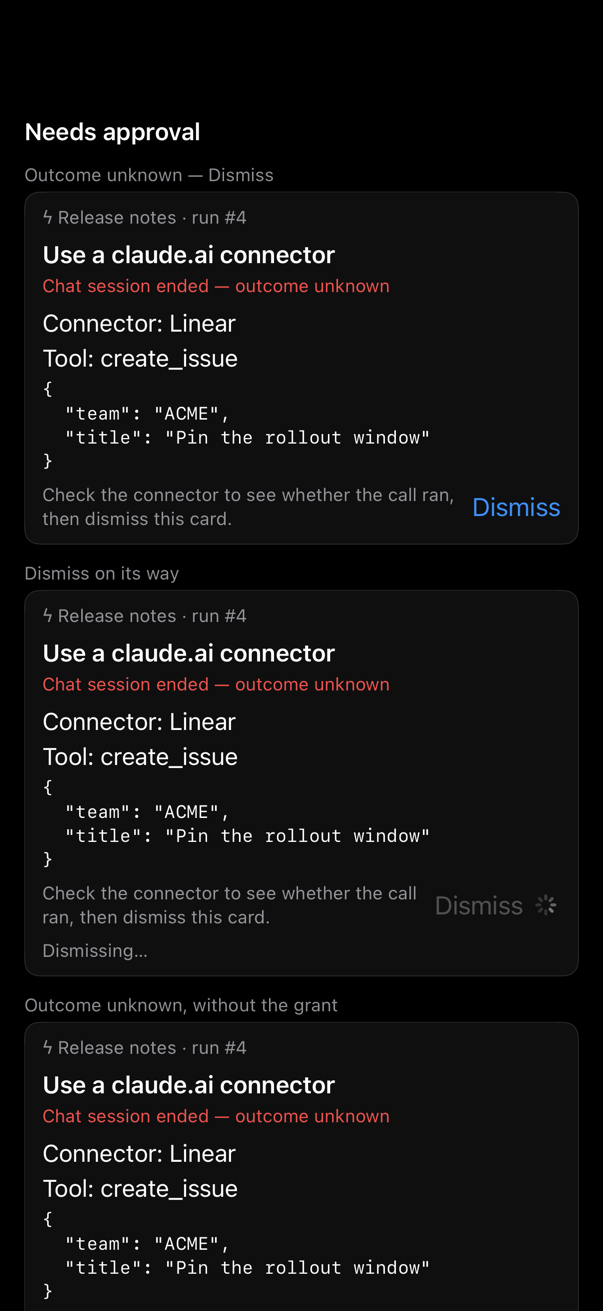 Needs approval
Outcome unknown — Dismiss
ϟ Release notes · run #4
Use a claude.ai connector
Chat session ended — outcome unknown
Connector: Linear
Tool: create_issue
{
  "team": "ACME",
  "title": "Pin the rollout window"
}
Check the connector to see whether the call ran,
then dismiss this card.
Dismiss
Dismiss on its way
ϟ Release notes · run #4
Use a claude.ai connector
Chat session ended — outcome unknown
Connector: Linear
Tool: create_issue
{
  "team": "ACME",
  "title": "Pin the rollout window"
}
Check the connector to see whether the call
ran, then dismiss this card.
Dismiss
Dismissing…
Outcome unknown, without the grant
ϟ Release notes · run #4
Use a claude.ai connector
Chat session ended — outcome unknown
Connector: Linear
Tool: create_issue
{
  "team": "ACME",
  "title": "Pin the rollout window"
}